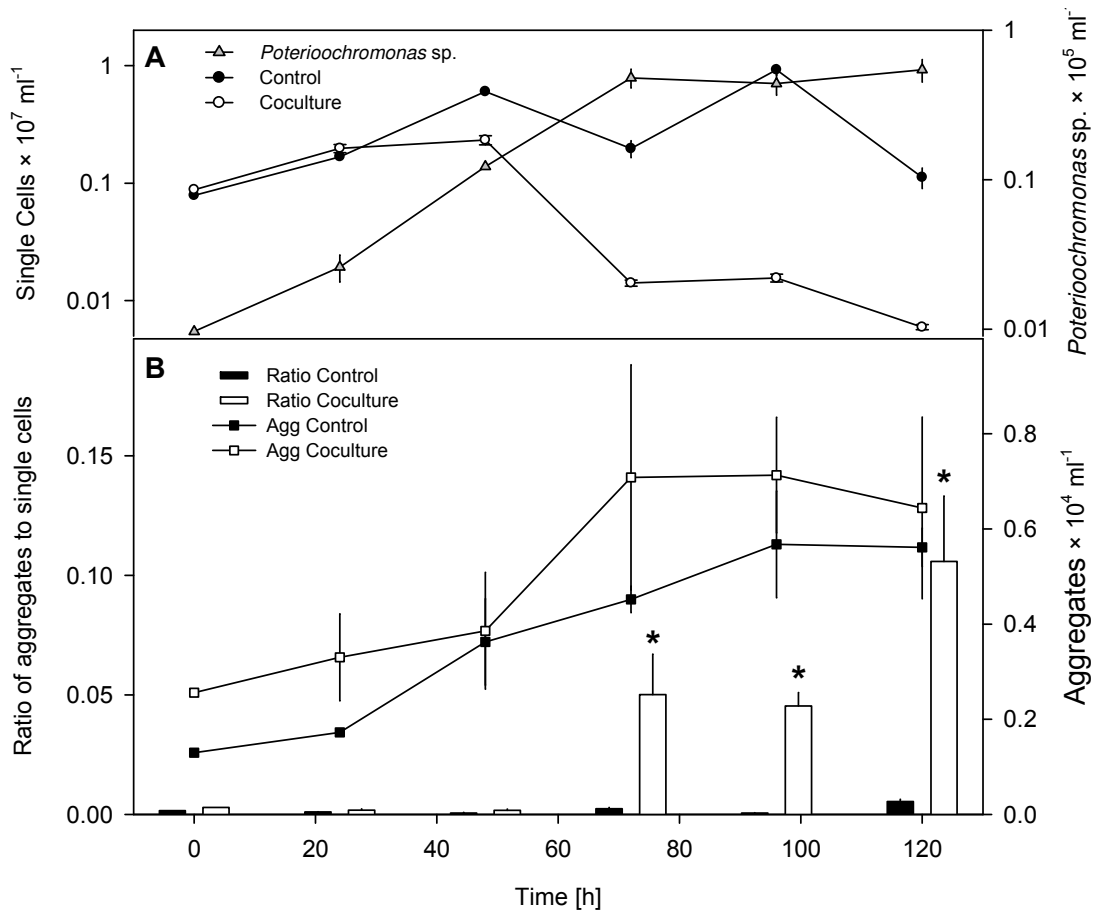 A
Poterioochromonas sp.
Control
Coculture
Single Cells × 10⁷ ml⁻¹
1
0.1
0.01
Poterioochromonas sp. × 10⁵ ml⁻
1
0.1
0.01
B
Ratio Control
Ratio Coculture
Agg Control
Agg Coculture
Ratio of aggregates to single cells
0.15
0.10
0.05
0.00
*
*
*
Aggregates × 10⁴ ml⁻¹
0.8
0.6
0.4
0.2
0.0
0 20 40 60 80 100 120
Time [h]